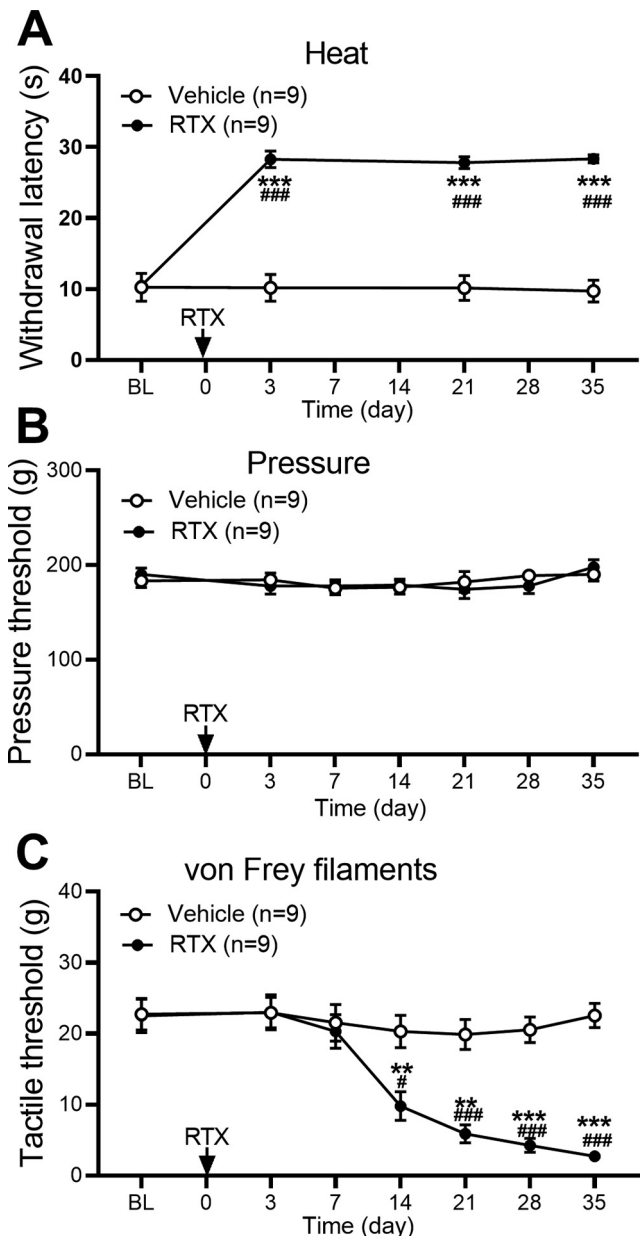 A
Heat
Withdrawal latency (s)
40
30
20
10
0
Vehicle (n=9)
RTX (n=9)
***
###
***
###
***
###
RTX
BL 0 3 7 14 21 28 35
Time (day)
B
Pressure
Pressure threshold (g)
300
200
100
0
Vehicle (n=9)
RTX (n=9)
RTX
BL 0 3 7 14 21 28 35
Time (day)
C
von Frey filaments
Tactile threshold (g)
40
30
20
10
0
Vehicle (n=9)
RTX (n=9)
**
#
**
###
***
###
***
###
RTX
BL 0 3 7 14 21 28 35
Time (day)